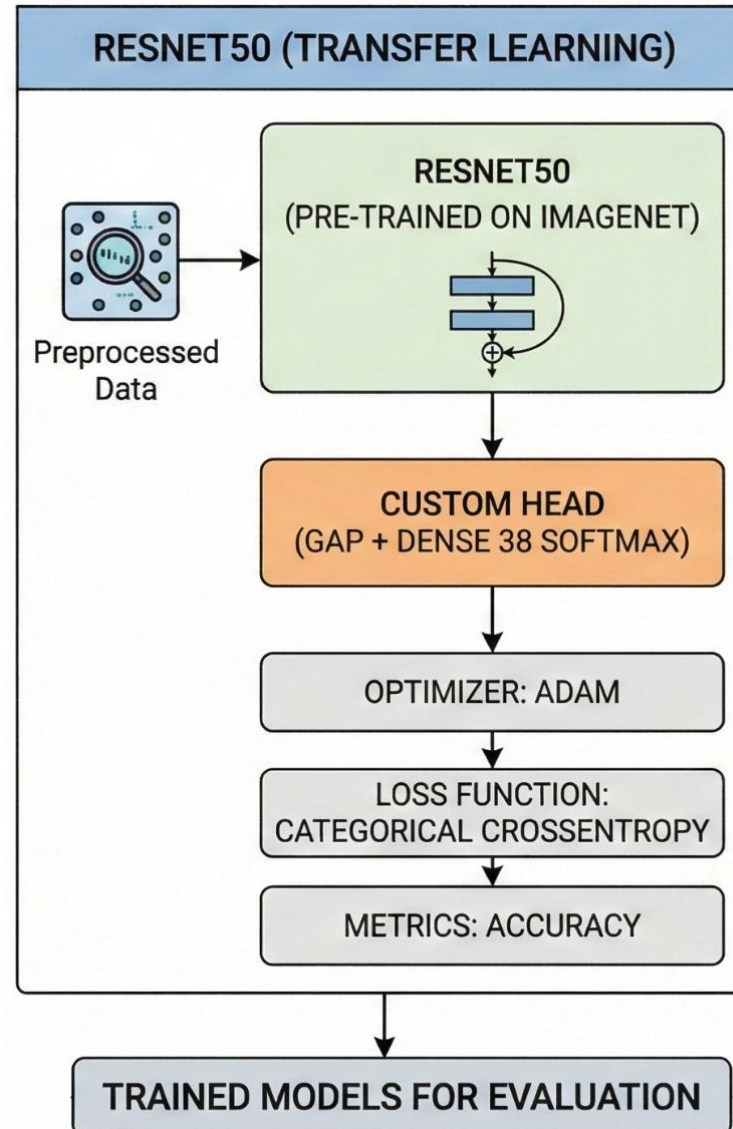 RESNET50 (TRANSFER LEARNING)
RESNET50
(PRE-TRAINED ON IMAGENET)
Preprocessed
Data
CUSTOM HEAD
(GAP + DENSE 38 SOFTMAX)
OPTIMIZER: ADAM
LOSS FUNCTION:
CATEGORICAL CROSSENTROPY
METRICS: ACCURACY
TRAINED MODELS FOR EVALUATION